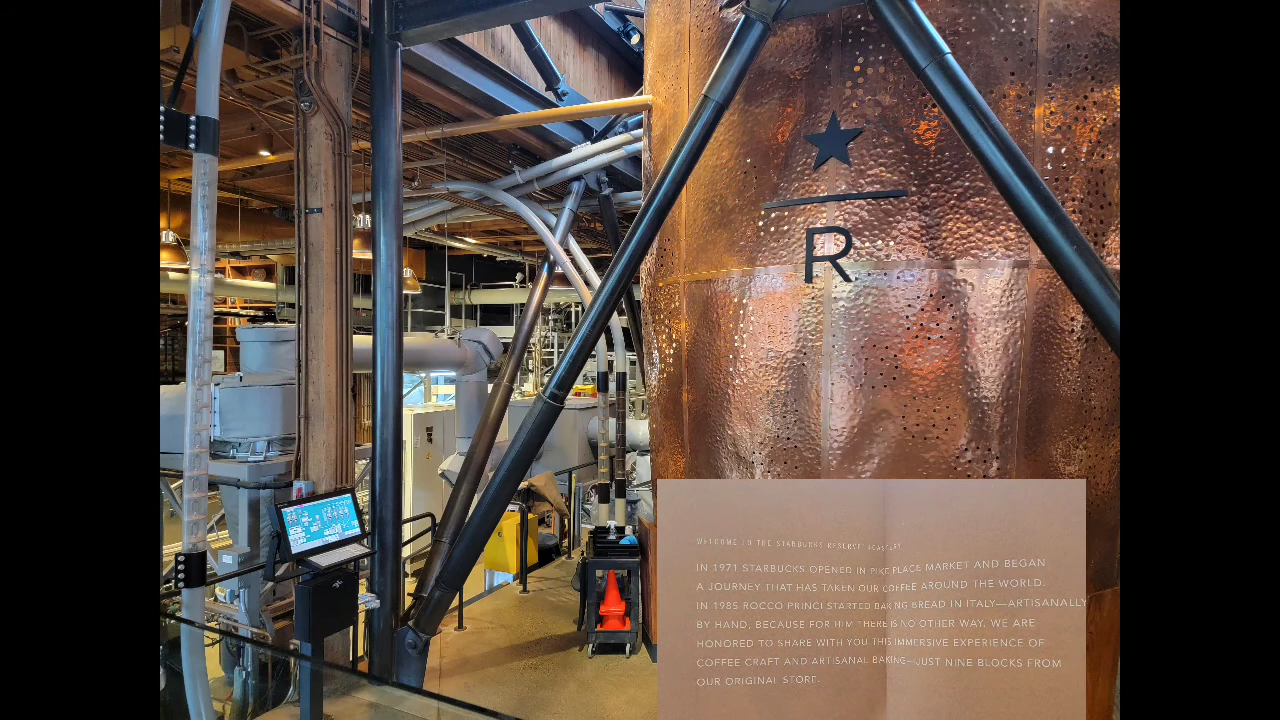 R
WELCOME TO THE STARBUCKS RESERVE ROASTERY
IN 1971 STARBUCKS OPENED IN PIKE PLACE MARKET AND BEGAN
A JOURNEY THAT HAS TAKEN OUR COFFEE AROUND THE WORLD.
IN 1985 ROCCO PRINCI STARTED BAKING BREAD IN ITALY—ARTISANALLY
BY HAND, BECAUSE FOR HIM THERE IS NO OTHER WAY. WE ARE
HONORED TO SHARE WITH YOU THIS IMMERSIVE EXPERIENCE OF
COFFEE CRAFT AND ARTISANAL BAKING—JUST NINE BLOCKS FROM
OUR ORIGINAL STORE.